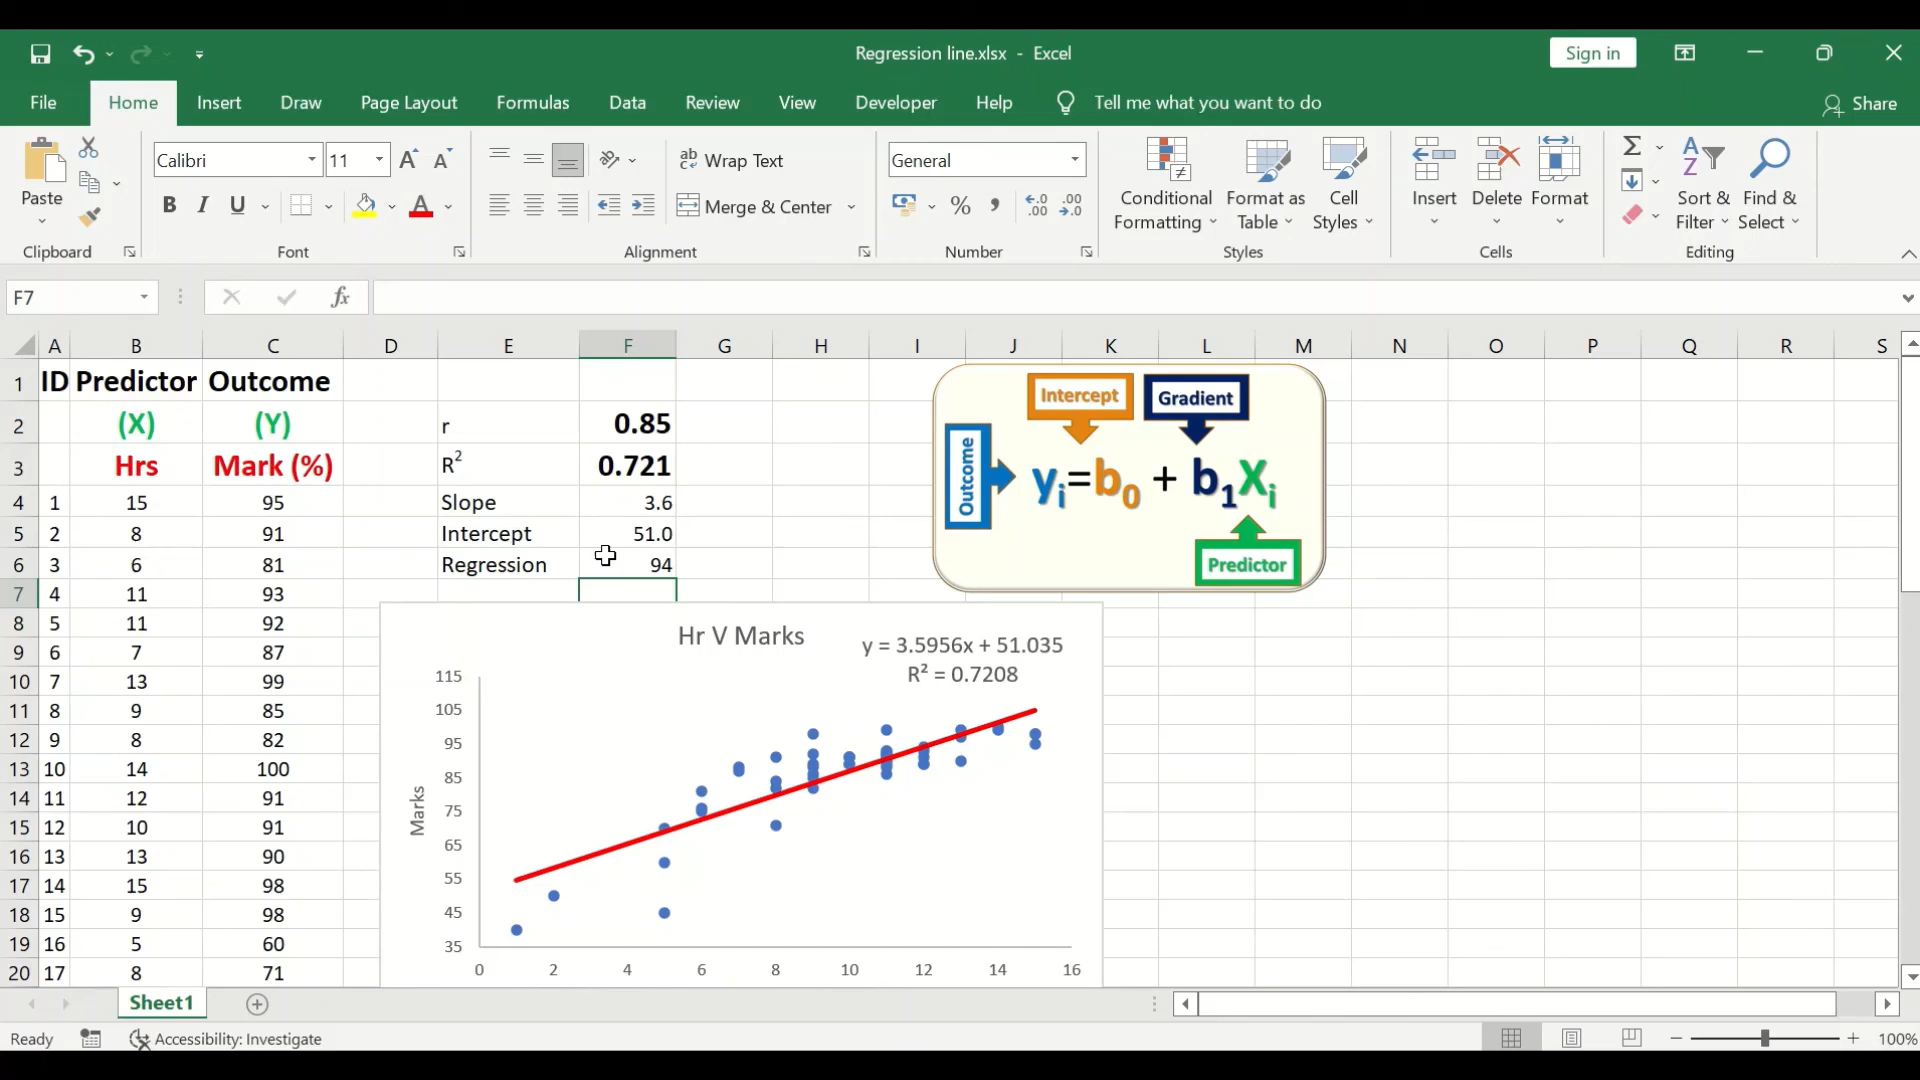 Regression line.xlsx - Excel
Sign in
File Home Insert Draw Page Layout Formulas Data Review View Developer Help Tell me what you want to do Share
Paste
Clipboard
Calibri 11
B I U A
Font
ab Wrap Text
Merge & Center
Alignment
General
% ,
Number
Conditional Formatting
Format as Table
Cell Styles
Styles
Insert Delete Format
Cells
Sort & Filter
Find & Select
Editing
F7 fx
A B C D E F G H I J K L M N O P Q R S
1 ID Predictor Outcome
2 (X) (Y) r 0.85
3 Hrs Mark (%) R² 0.721
4 1 15 95 Slope 3.6
5 2 8 91 Intercept 51.0
6 3 6 81 Regression 94
7 4 11 93
8 5 11 92
9 6 7 87
10 7 13 99
11 8 9 85
12 9 8 82
13 10 14 100
14 11 12 91
15 12 10 91
16 13 13 90
17 14 15 98
18 15 9 98
19 16 5 60
20 17 8 71
Intercept Gradient
Outcome
yᵢ=b₀ + b₁Xᵢ
Predictor
Hr V Marks
y = 3.5956x + 51.035
R² = 0.7208
Marks
115
105
95
85
75
65
55
45
35
0 2 4 6 8 10 12 14 16
Sheet1
Ready Accessibility: Investigate 100%